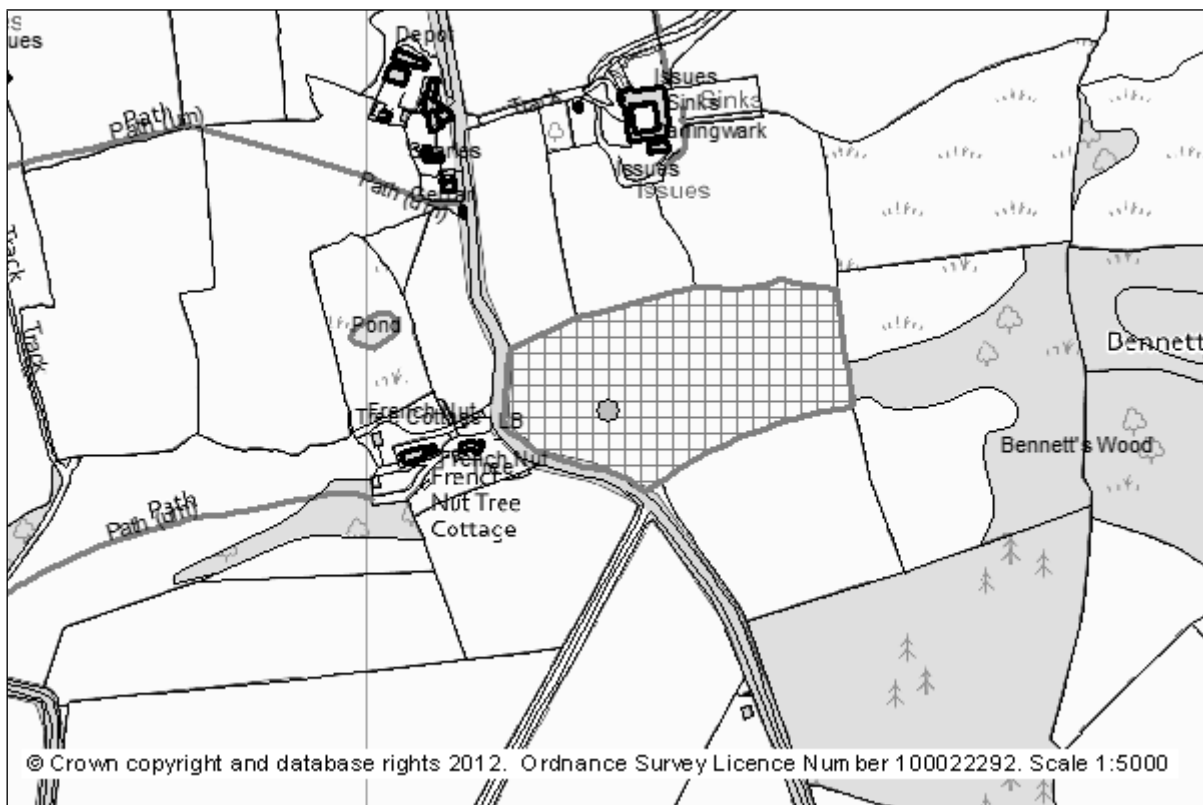 ues
Depot
Issues
Track
Sinks
Sinks
Path
Path (um)
Issues
Issues
Path (um)
Track
Track
Pond
Bennett
French Nut
Tree Cottage
LB
French Nut
Tree
French
Nut Tree
Cottage
Bennett's Wood
Path
Path (um)
© Crown copyright and database rights 2012. Ordnance Survey Licence Number 100022292. Scale 1:5000